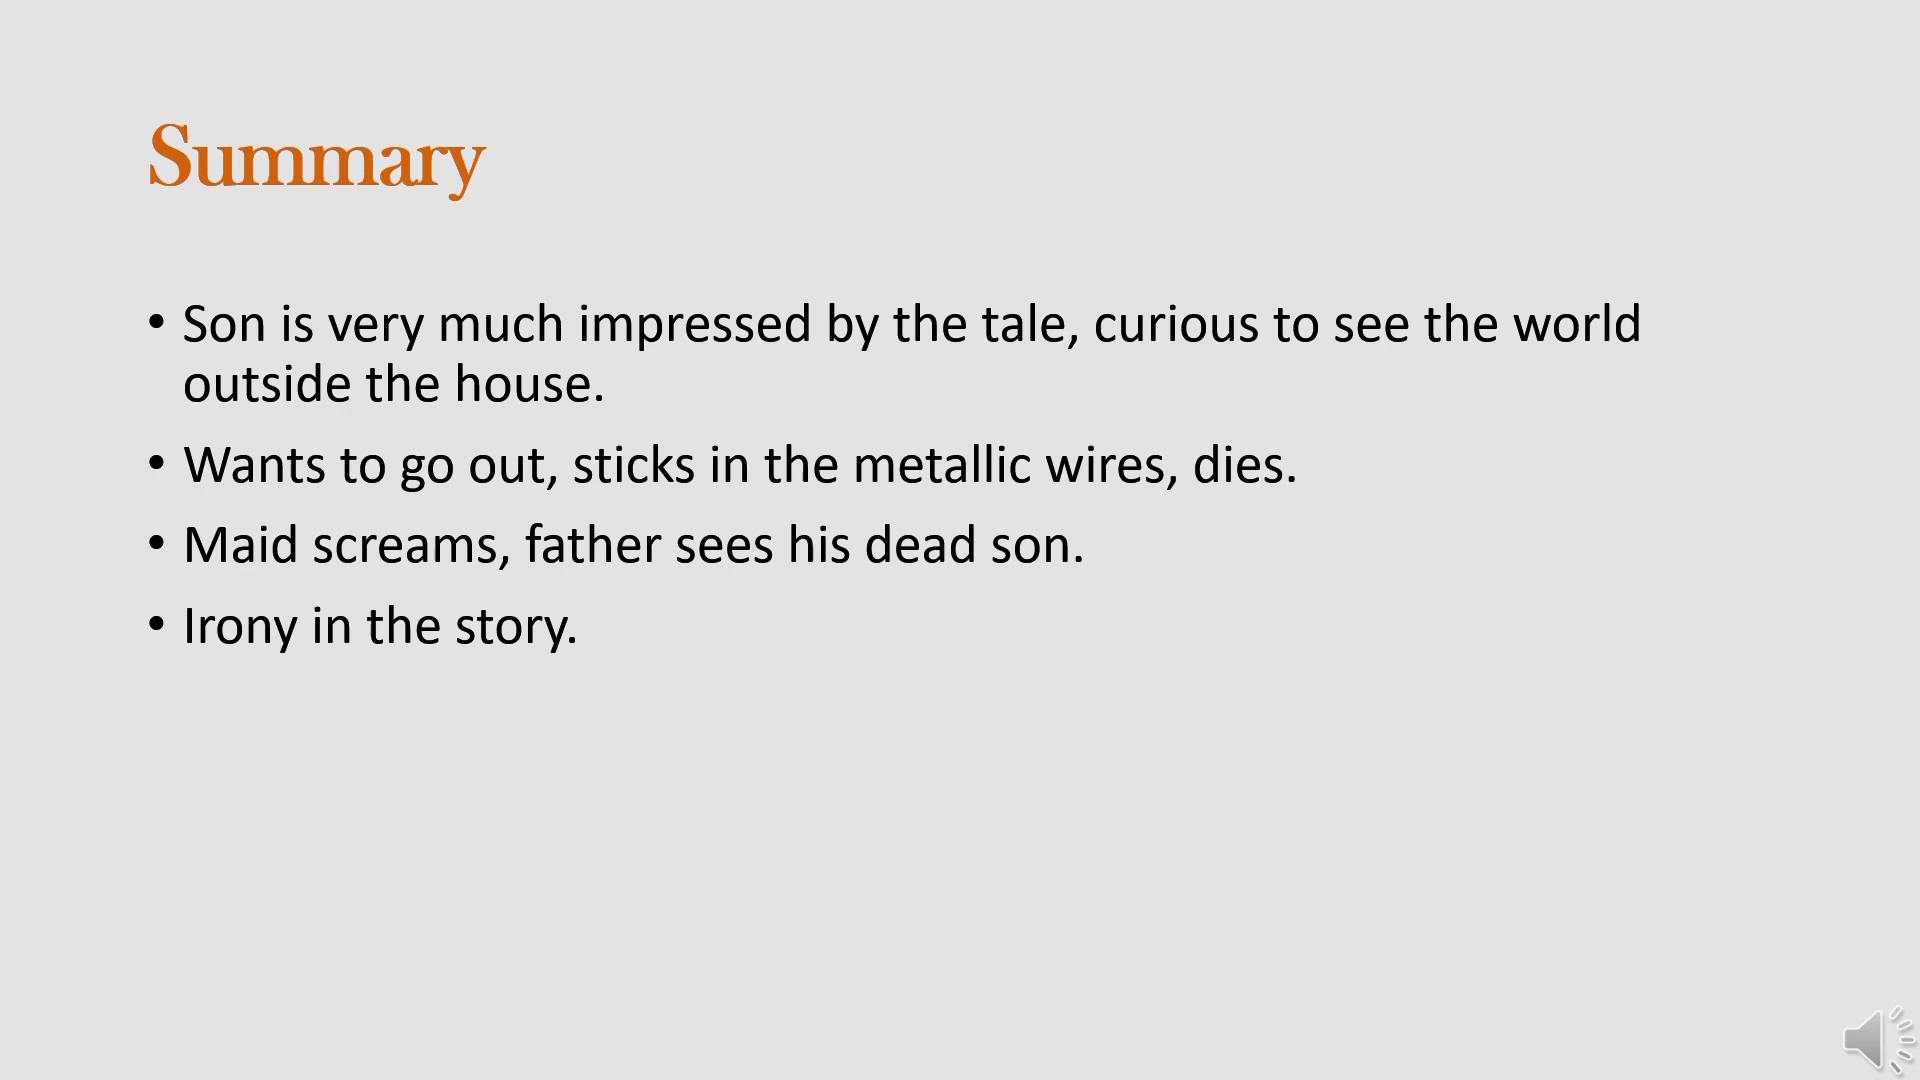 Summary
• Son is very much impressed by the tale, curious to see the world
outside the house.
• Wants to go out, sticks in the metallic wires, dies.
• Maid screams, father sees his dead son.
• Irony in the story.